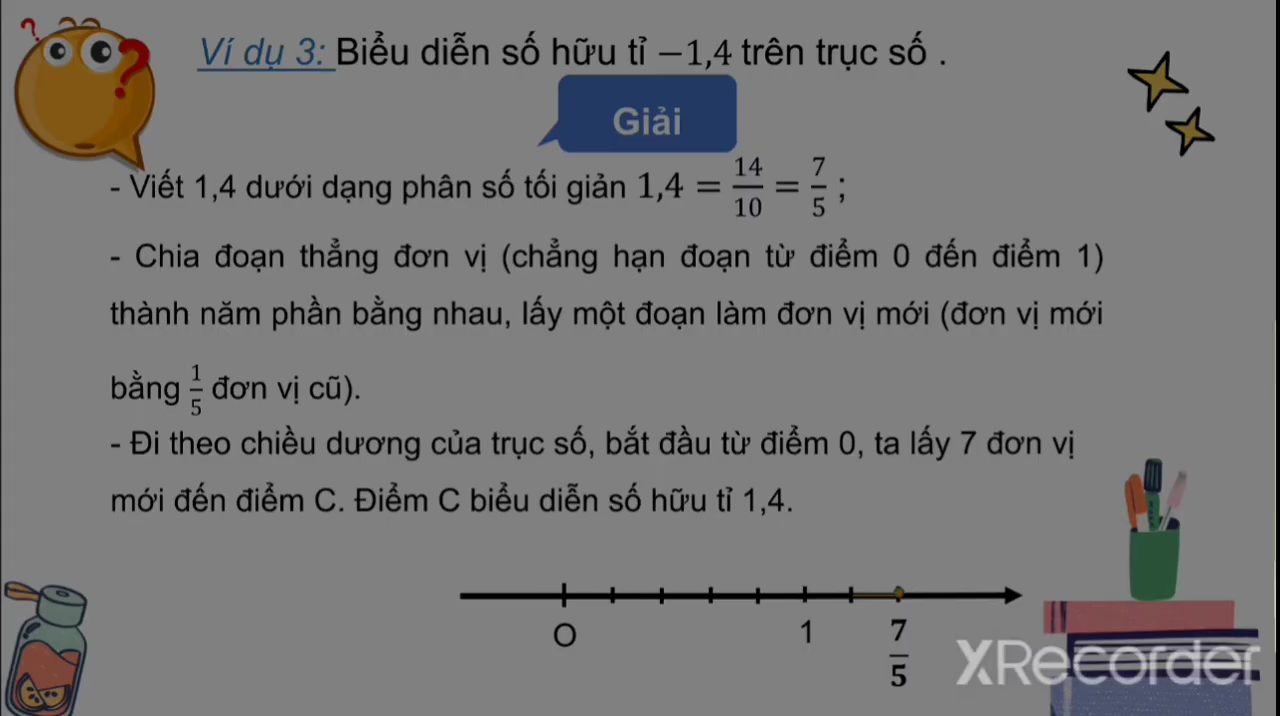 Ví dụ 3: Biểu diễn số hữu tỉ −1,4 trên trục số .
Giải
- Viết 1,4 dưới dạng phân số tối giản 1,4 = 14/10 = 7/5 ;
- Chia đoạn thẳng đơn vị (chẳng hạn đoạn từ điểm 0 đến điểm 1)
thành năm phần bằng nhau, lấy một đoạn làm đơn vị mới (đơn vị mới
bằng 1/5 đơn vị cũ).
- Đi theo chiều dương của trục số, bắt đầu từ điểm 0, ta lấy 7 đơn vị
mới đến điểm C. Điểm C biểu diễn số hữu tỉ 1,4.
O 1 7/5
XRecorder